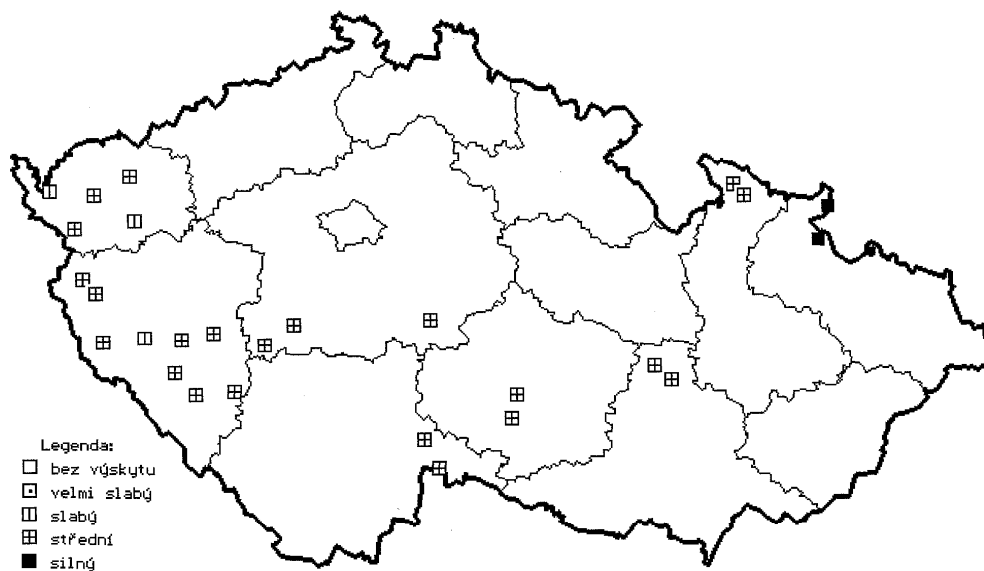 Legenda:
bez výskytu
velmi slabý
slabý
střední
silný